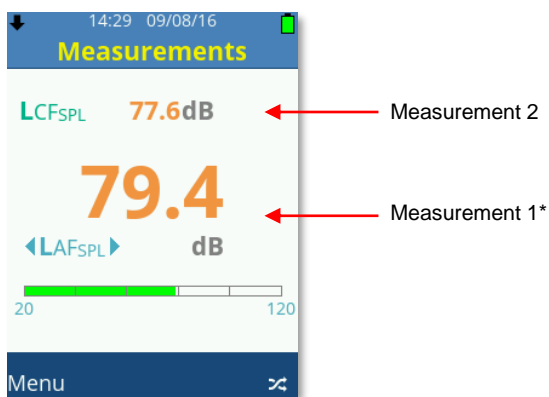 14:29 09/08/16
Measurements
LCFSPL 77.6dB
Measurement 2
79.4
Measurement 1*
LAFSPL dB
20 120
Menu